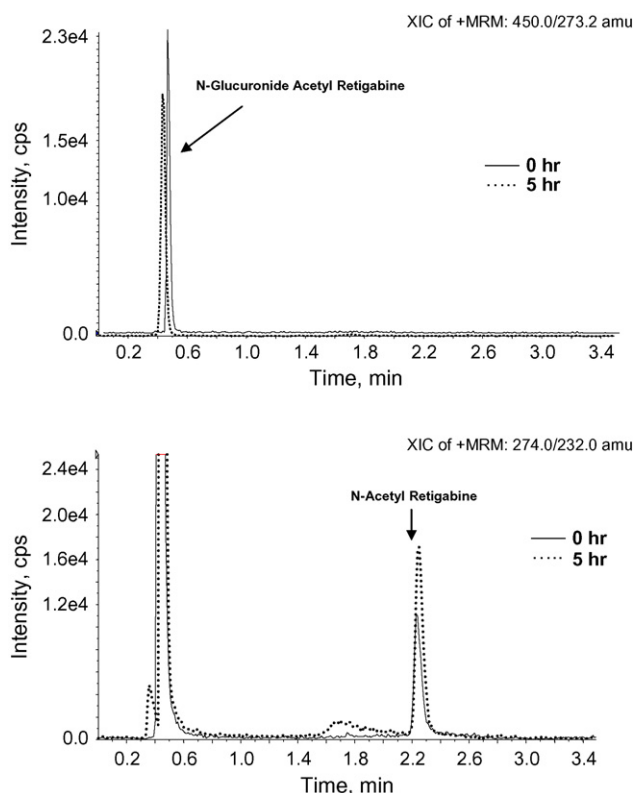 XIC of +MRM: 450.0/273.2 amu
2.3e4
N-Glucuronide Acetyl Retigabine
1.5e4
0 hr
5 hr
1.0e4
Intensity, cps
0.0
0.2 0.6 1.0 1.4 1.8 2.2 2.6 3.0 3.4
Time, min
XIC of +MRM: 274.0/232.0 amu
2.4e4
N-Acetyl Retigabine
2.0e4
0 hr
1.6e4
5 hr
1.2e4
Intensity, cps
0.0
0.2 0.6 1.0 1.4 1.8 2.2 2.6 3.0 3.4
Time, min